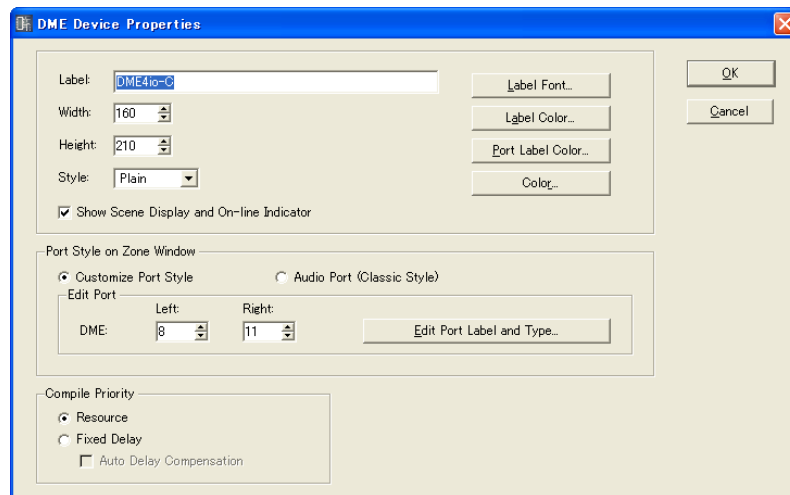 DME Device Properties
Label: DME4io-C
Label Font...
OK
Width: 160
Label Color...
Cancel
Height: 210
Port Label Color...
Style: Plain
Color...
Show Scene Display and On-line Indicator
Port Style on Zone Window
Customize Port Style
Audio Port (Classic Style)
Edit Port
Left:
Right:
DME: 8
11
Edit Port Label and Type...
Compile Priority
Resource
Fixed Delay
Auto Delay Compensation